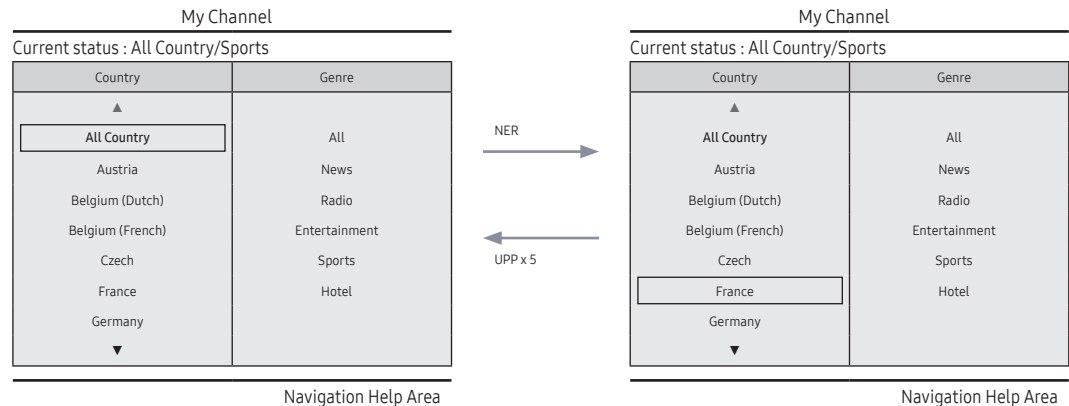 My Channel
Current status : All Country/Sports
Country Genre
▲
All Country All
Austria News
Belgium (Dutch) Radio
Belgium (French) Entertainment
Czech Sports
France Hotel
Germany
▼
Navigation Help Area
NER
UPP x 5
My Channel
Current status : All Country/Sports
Country Genre
▲
All Country All
Austria News
Belgium (Dutch) Radio
Belgium (French) Entertainment
Czech Sports
France Hotel
Germany
▼
Navigation Help Area